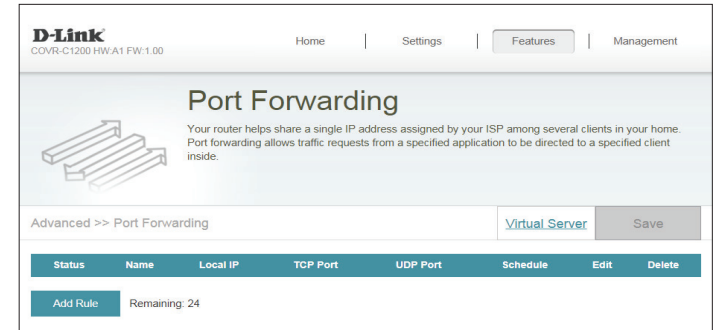 D-Link
COVR-C1200 HW:A1 FW:1.00
Home | Settings | Features | Management
Port Forwarding
Your router helps share a single IP address assigned by your ISP among several clients in your home.
Port forwarding allows traffic requests from a specified application to be directed to a specified client
inside.
Advanced >> Port Forwarding
Virtual Server Save
Status Name Local IP TCP Port UDP Port Schedule Edit Delete
Add Rule Remaining: 24